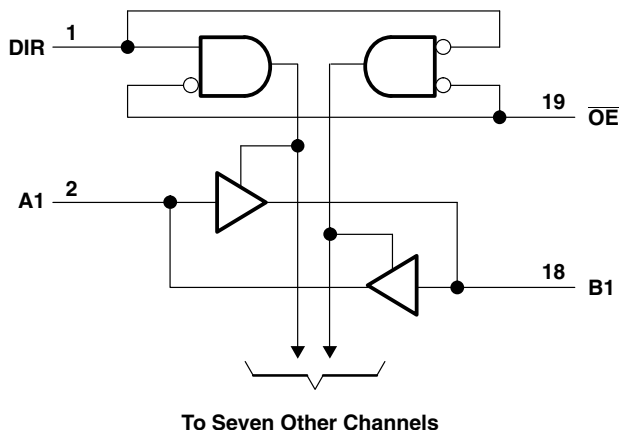 DIR 1
19 OE
A1 2
18 B1
To Seven Other Channels